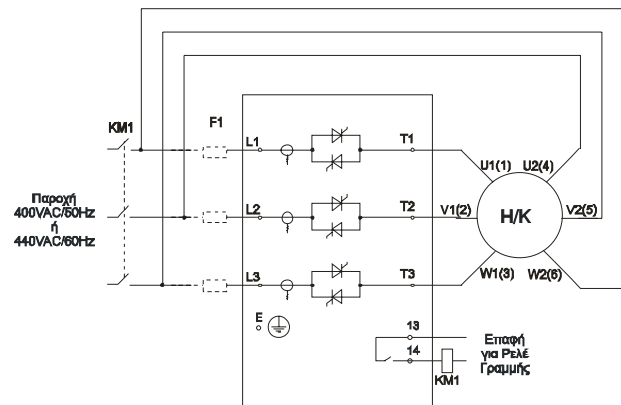 KM1
F1
L1
T1
U1(1)
U2(4)
Παροχή
400VAC/50Hz
ή
440VAC/60Hz
L2
T2
V1(2)
H/K
V2(5)
L3
T3
W1(3)
W2(6)
E
13
14
KM1
Επαφή
για Ρελέ
Γραμμής